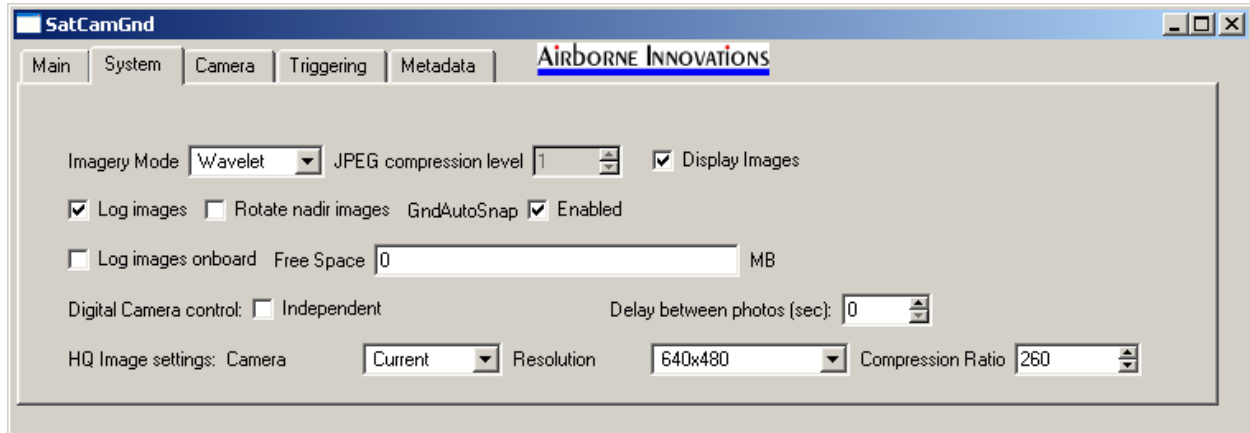 SatCamGnd
Main System Camera Triggering Metadata AIRBORNE INNOVATIONS
Imagery Mode Wavelet JPEG compression level 1 Display Images
Log images Rotate nadir images GndAutoSnap Enabled
Log images onboard Free Space 0 MB
Digital Camera control: Independent Delay between photos (sec): 0
HQ Image settings: Camera Current Resolution 640x480 Compression Ratio 260